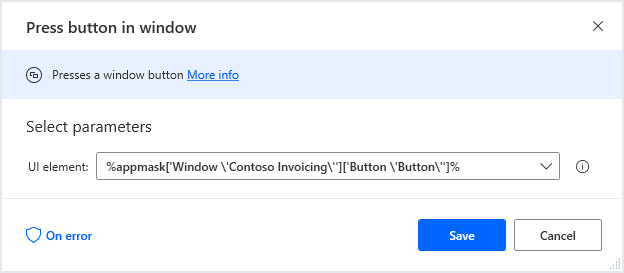 Press button in window
Presses a window button More info
Select parameters
UI element: %appmask['Window \'Contoso Invoicing\'']['Button \'Button\'']%
On error Save Cancel